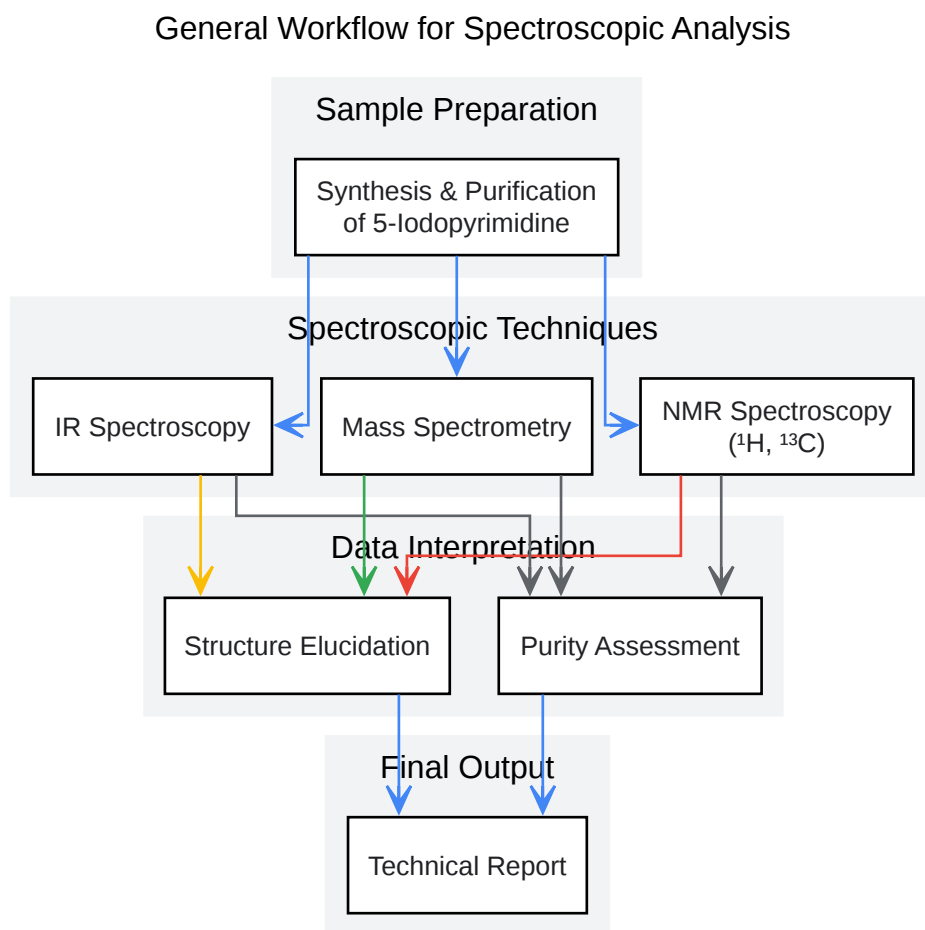 General Workflow for Spectroscopic Analysis
Sample Preparation
Synthesis & Purification
of 5-Iodopyrimidine
Spectroscopic Techniques
IR Spectroscopy
Mass Spectrometry
NMR Spectroscopy
(¹H, ¹³C)
Data Interpretation
Structure Elucidation
Purity Assessment
Final Output
Technical Report